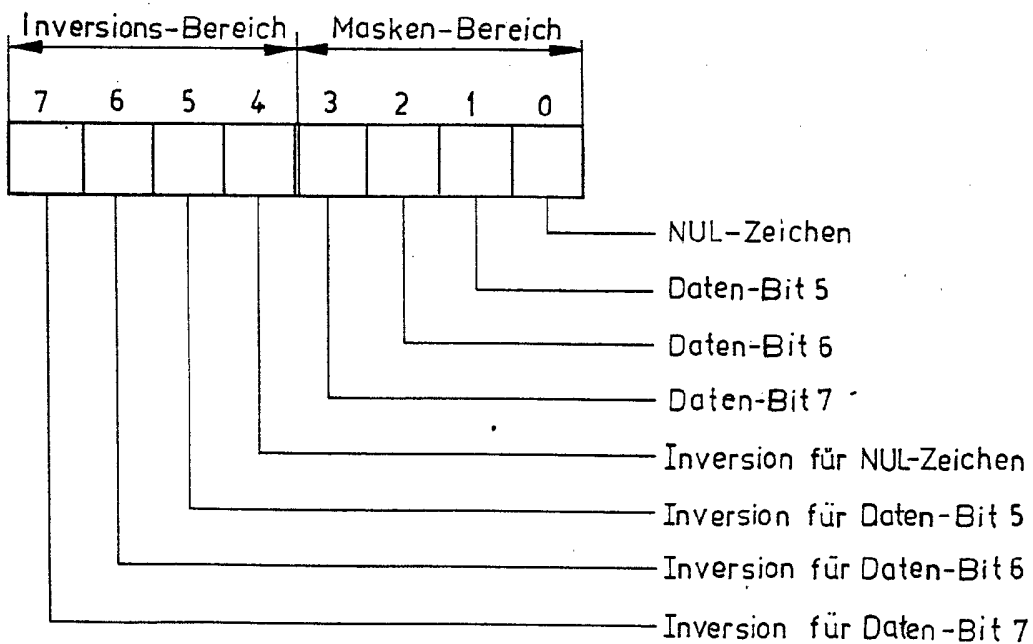 Inversions-Bereich Masken-Bereich
7 6 5 4 3 2 1 0
NUL-Zeichen
Daten-Bit 5
Daten-Bit 6
Daten-Bit 7
Inversion für NUL-Zeichen
Inversion für Daten-Bit 5
Inversion für Daten-Bit 6
Inversion für Daten-Bit 7